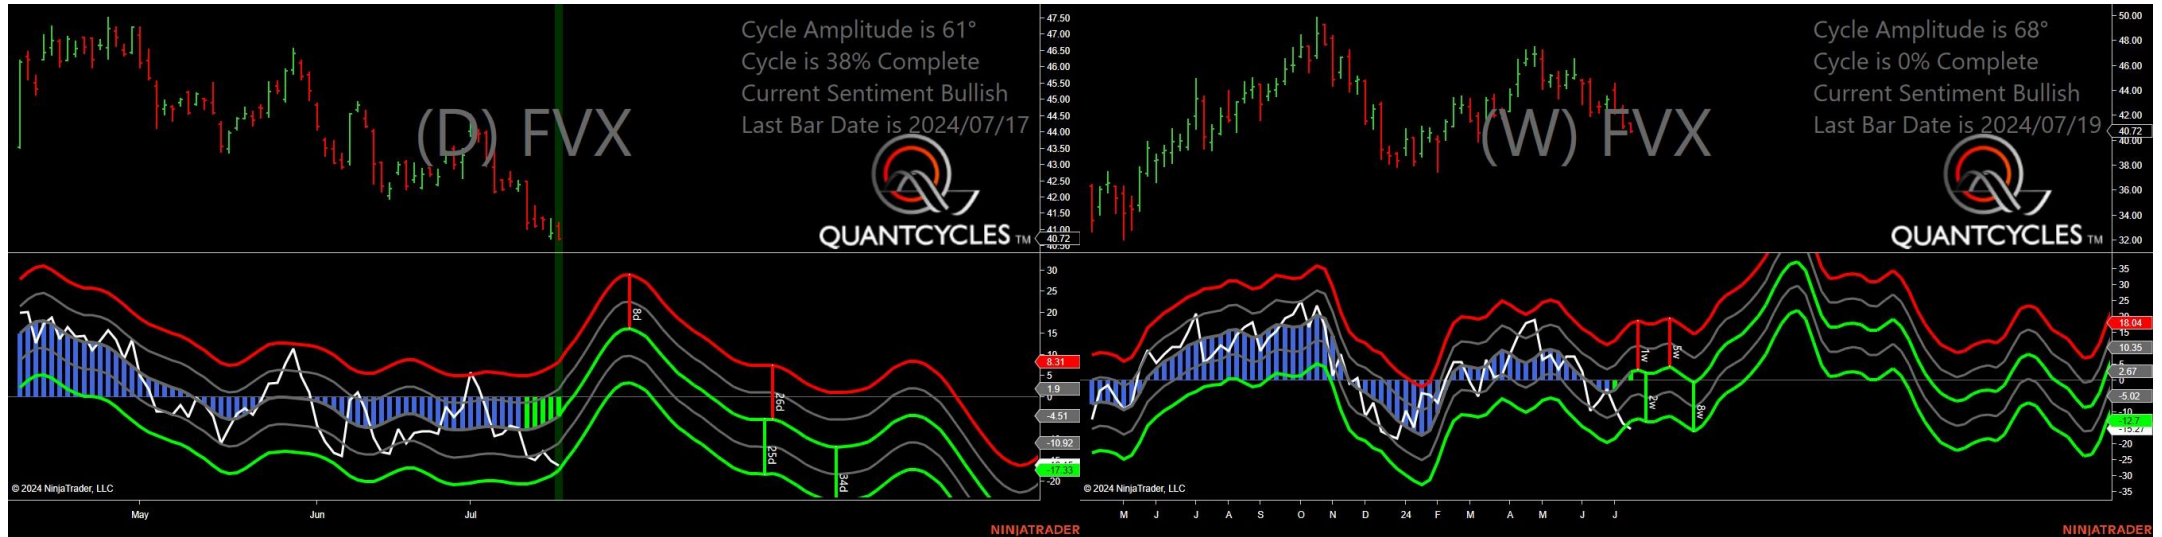 Cycle Amplitude is 61°
Cycle is 38% Complete
Current Sentiment Bullish
Last Bar Date is 2024/07/17
(D) FVX
QUANTCYCLES TM
47.50
47.00
46.50
46.00
45.50
45.00
44.50
44.00
43.50
43.00
42.50
42.00
41.50
41.00
40.72
30
25
20
15
10
8.31
5
1.9
0
-4.51
-10.92
-17.33
-20
8d
26d
25d
34d
© 2024 NinjaTrader, LLC
May
Jun
Jul
NINJATRADER
Cycle Amplitude is 68°
Cycle is 0% Complete
Current Sentiment Bullish
Last Bar Date is 2024/07/19
(W) FVX
QUANTCYCLES TM
50.00
48.00
46.00
44.00
42.00
40.72
40.00
38.00
36.00
34.00
32.00
35
30
25
20
18.04
15
10.35
2.67
0
-5.02
-10
-12.7
-15.27
-20
-25
-30
-35
1w
5w
2w
8w
© 2024 NinjaTrader, LLC
M J J A S O N D 24 F M A M J J
NINJATRADER